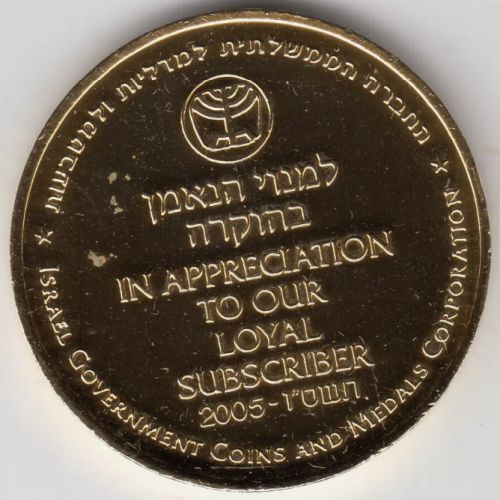 החברה הממשלתית למדליות ולמטבעות
למנוי הנאמן
בהוקרה
IN APPRECIATION
TO OUR
LOYAL
SUBSCRIBER
2005-התשס"ו
★ ISRAEL GOVERNMENT COINS AND MEDALS CORPORATION ★